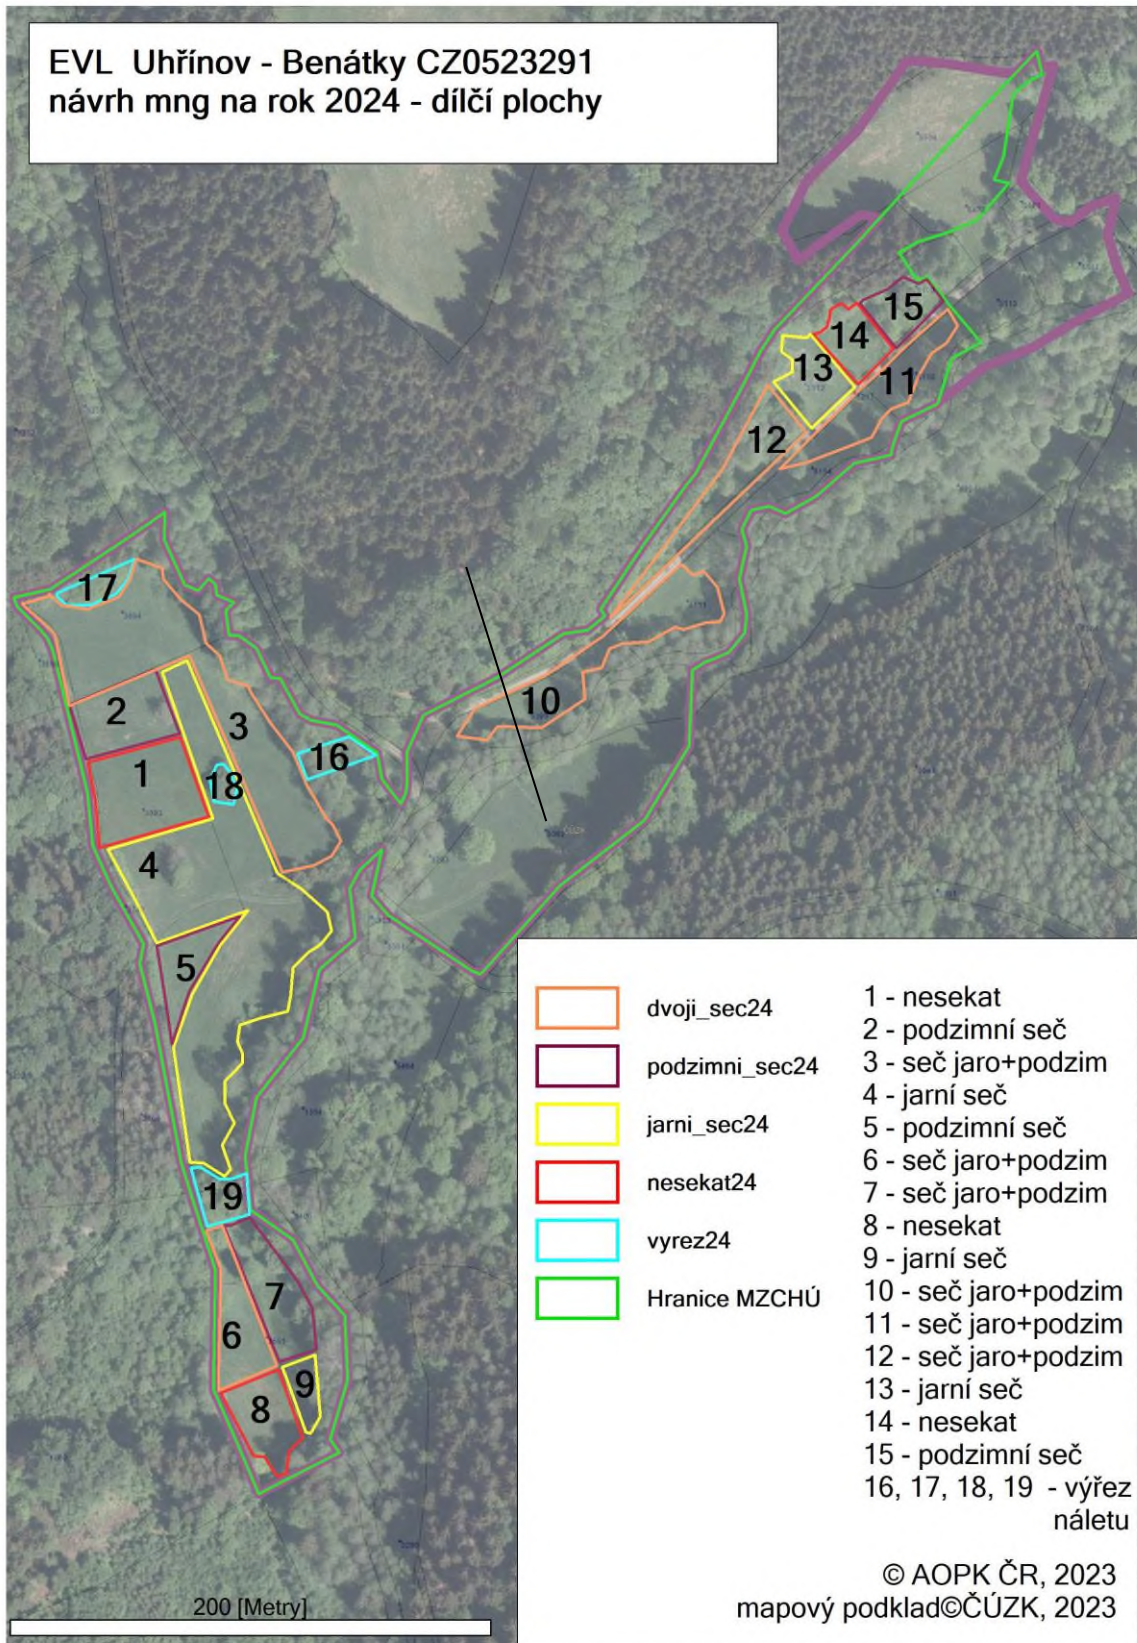 EVL Uhřínov - Benátky CZ0523291
návrh mng na rok 2024 - dílčí plochy
15
14
13
11
12
17
10
2
3
16
1
18
4
5
19
7
6
9
8
dvoji_sec24
podzimni_sec24
jarni_sec24
nesekat24
vyrez24
Hranice MZCHÚ
1 - nesekat
2 - podzimní seč
3 - seč jaro+podzim
4 - jarní seč
5 - podzimní seč
6 - seč jaro+podzim
7 - seč jaro+podzim
8 - nesekat
9 - jarní seč
10 - seč jaro+podzim
11 - seč jaro+podzim
12 - seč jaro+podzim
13 - jarní seč
14 - nesekat
15 - podzimní seč
16, 17, 18, 19 - výřez
náletu
© AOPK ČR, 2023
mapový podklad©ČÚZK, 2023
200 [Metry]